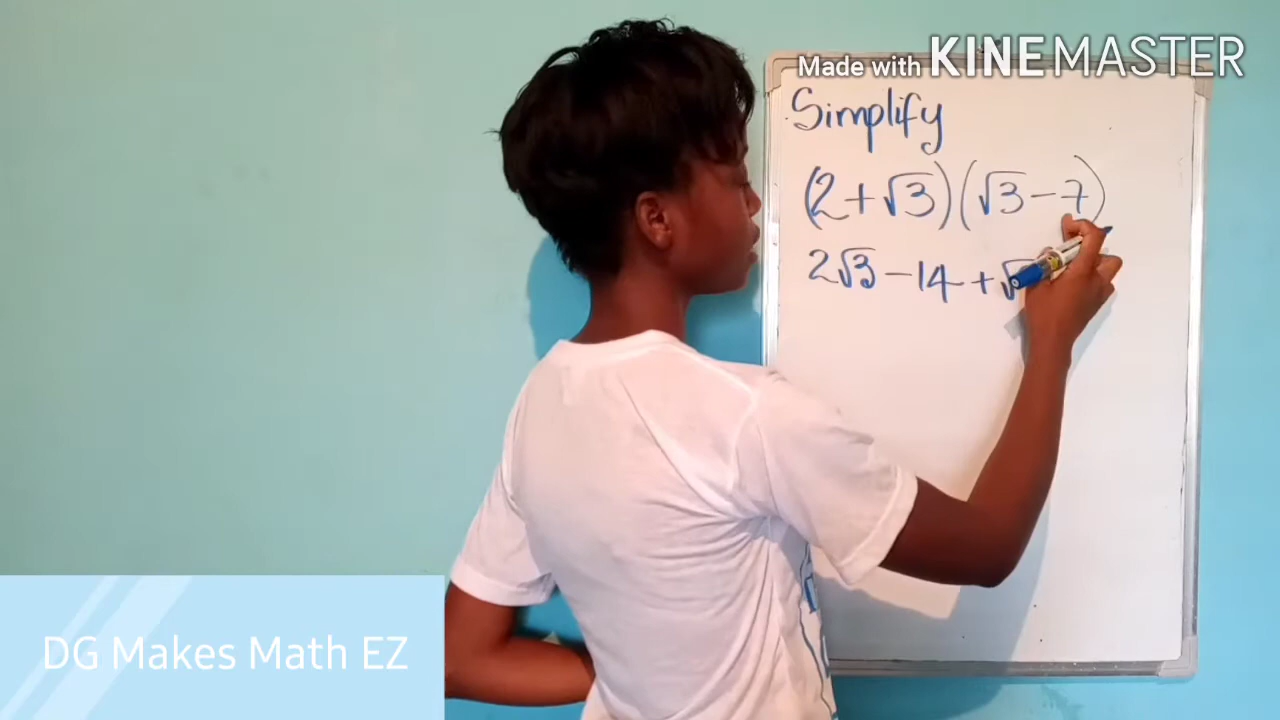 Made with KINEMASTER
Simplify
(2+√3)(√3-7)
2√3-14+√
DG Makes Math EZ